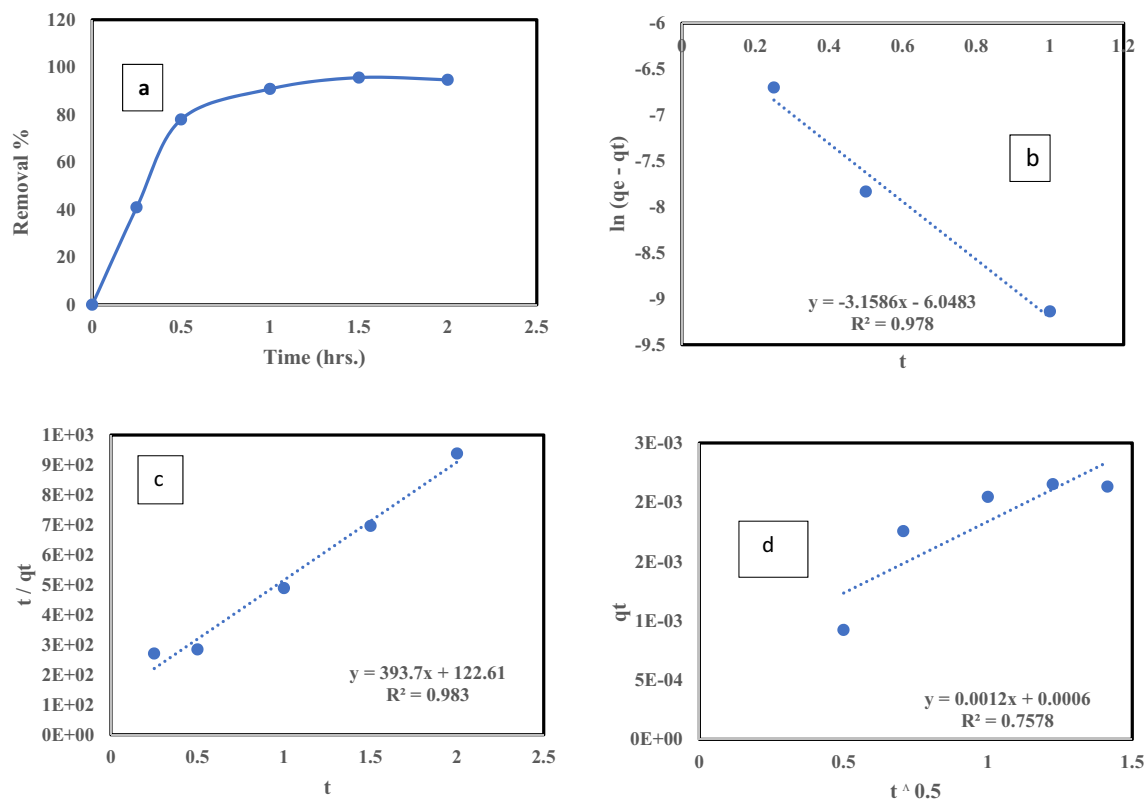 120
100
80
60
40
20
0
0 0.5 1 1.5 2 2.5
Removal %
Time (hrs.)
a
-6
0 0.2 0.4 0.6 0.8 1 1.2
-6.5
-7
-7.5
-8
-8.5
-9
-9.5
ln (qe - qt)
t
b
y = -3.1586x - 6.0483
R² = 0.978
1E+03
9E+02
8E+02
7E+02
6E+02
5E+02
4E+02
3E+02
2E+02
1E+02
0E+00
0 0.5 1 1.5 2 2.5
t / qt
t
c
y = 393.7x + 122.61
R² = 0.983
3E-03
2E-03
2E-03
1E-03
5E-04
0E+00
0 0.5 1 1.5
qt
t ^ 0.5
d
y = 0.0012x + 0.0006
R² = 0.7578